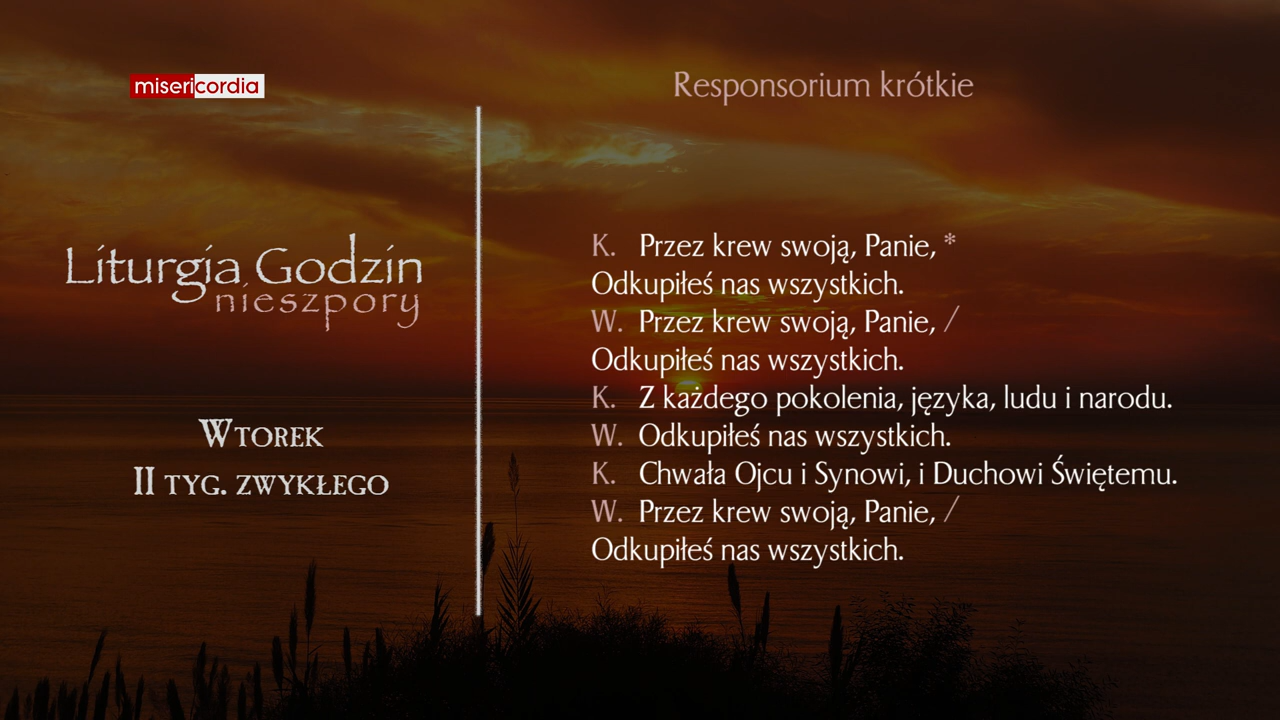 misericordia
Liturgia Godzin
nieszpory
Wtorek
II tyg. zwykłego
Responsorium krótkie
K. Przez krew swoją, Panie, *
Odkupiłeś nas wszystkich.
W. Przez krew swoją, Panie, /
Odkupiłeś nas wszystkich.
K. Z każdego pokolenia, języka, ludu i narodu.
W. Odkupiłeś nas wszystkich.
K. Chwała Ojcu i Synowi, i Duchowi Świętemu.
W. Przez krew swoją, Panie, /
Odkupiłeś nas wszystkich.